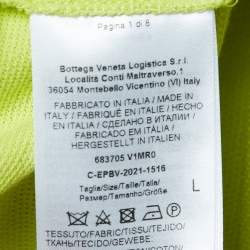 Pagina 1 di 8
Bottega Veneta Logistica S.r.l.
Località Conti Maltraverso,1
36054 Montebello Vicentino (VI) Italy
FABBRICATO IN ITALIA / MADE IN
ITALY / FABRIQUÉ EN ITALIE / HECHO
EN ITALIA / СДЕЛАНО В ИТАЛИИ /
FABRICADO EM ITÁLIA /
HERGESTELLT IN ITALIEN
683705 V1MR0
C-EPBV-2021-1516
Taglia/Size/Taille/Talla/
Размер/Tamanho/Größe
L
TESSUTO/FABRIC/TISSU/TEJIDO/
ТКАНЬ/TECIDO/GEWEBE: